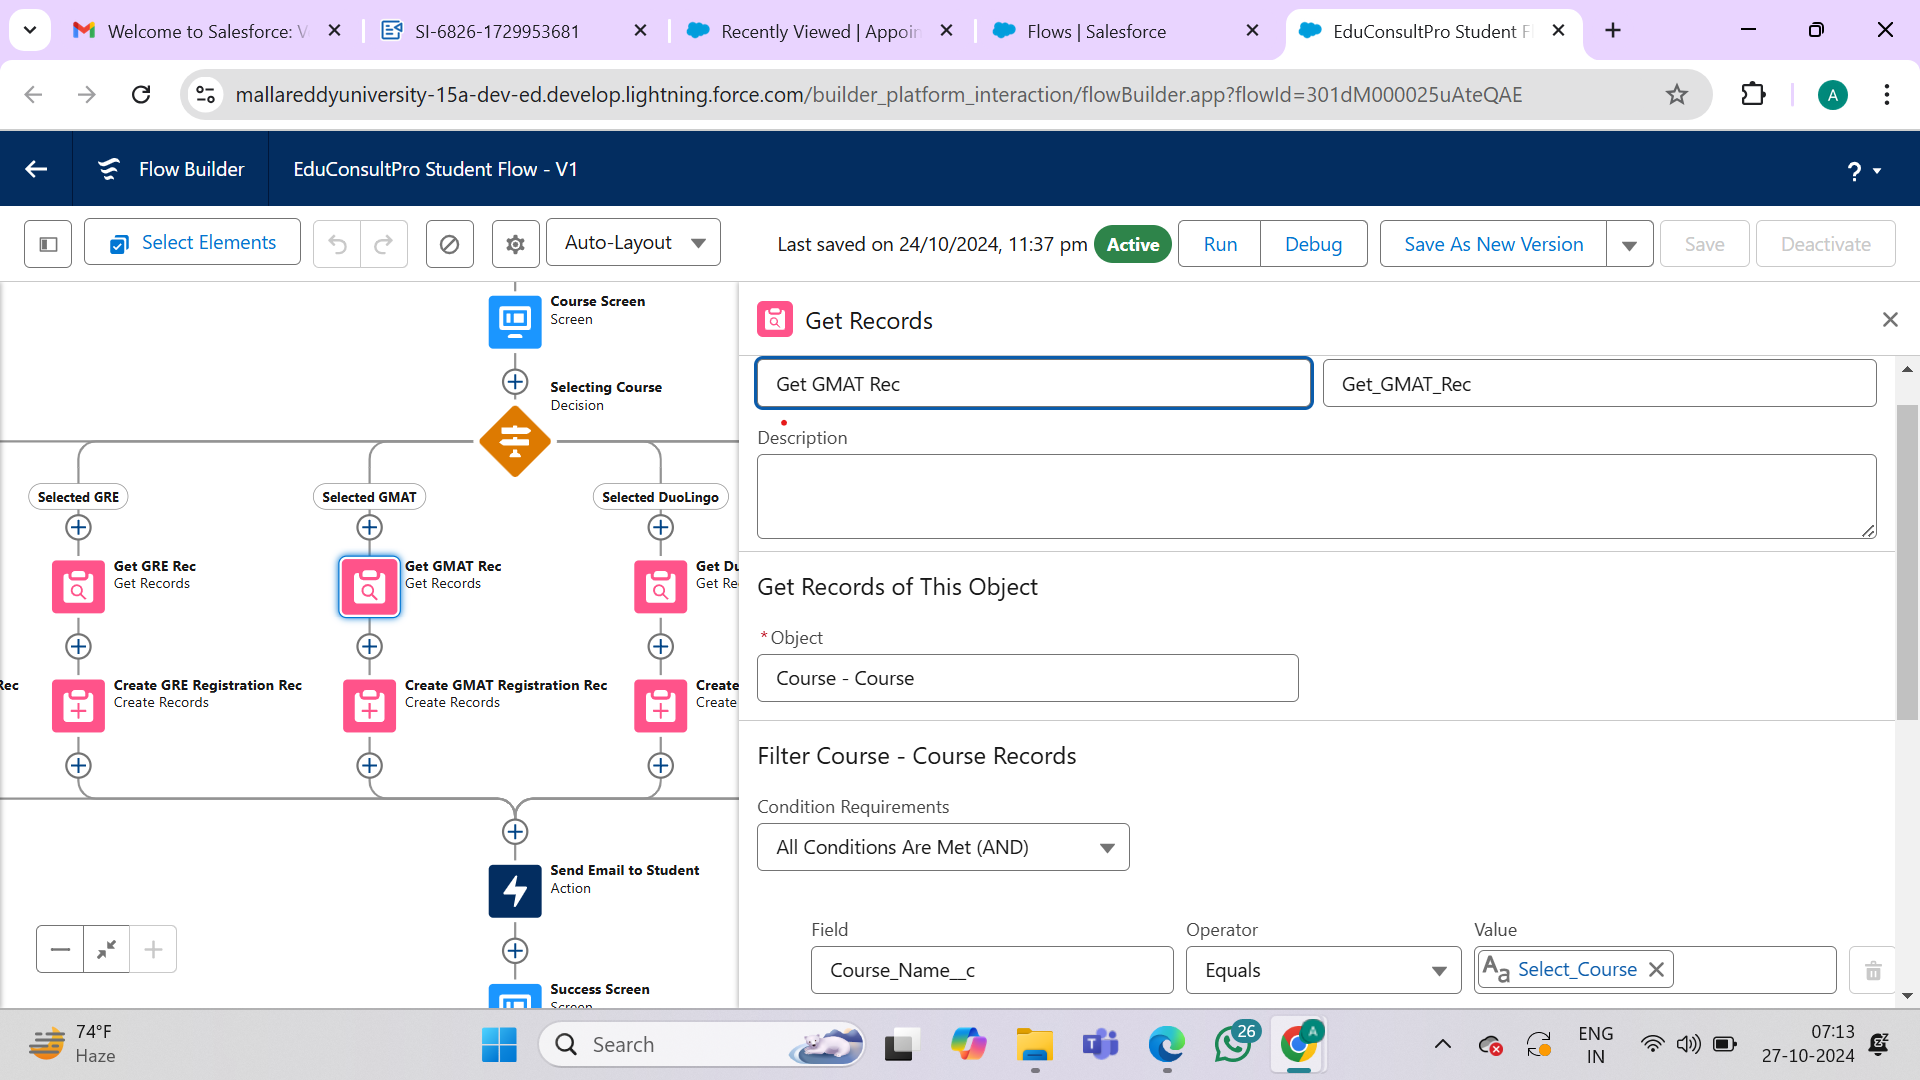 Welcome to Salesforce: V
SI-6826-1729953681
Recently Viewed | Appoin
Flows | Salesforce
EduConsultPro Student F
mallareddyuniversity-15a-dev-ed.develop.lightning.force.com/builder_platform_interaction/flowBuilder.app?flowId=301dM000025uAteQAE
A
Flow Builder
EduConsultPro Student Flow - V1
?
Select Elements
Auto-Layout
Last saved on 24/10/2024, 11:37 pm
Active
Run
Debug
Save As New Version
Save
Deactivate
Course Screen
Screen
Selecting Course
Decision
Selected GRE
Selected GMAT
Selected DuoLingo
Get GRE Rec
Get Records
Get GMAT Rec
Get Records
Get Du
Get Re
Rec
Create GRE Registration Rec
Create Records
Create GMAT Registration Rec
Create Records
Create
Create
Send Email to Student
Action
Success Screen
Screen
Get Records
Get GMAT Rec
Get_GMAT_Rec
Description
Get Records of This Object
*Object
Course - Course
Filter Course - Course Records
Condition Requirements
All Conditions Are Met (AND)
Field
Operator
Value
Course_Name__c
Equals
Aa Select_Course
74°F
Haze
Search
26
A
ENG
IN
07:13
27-10-2024